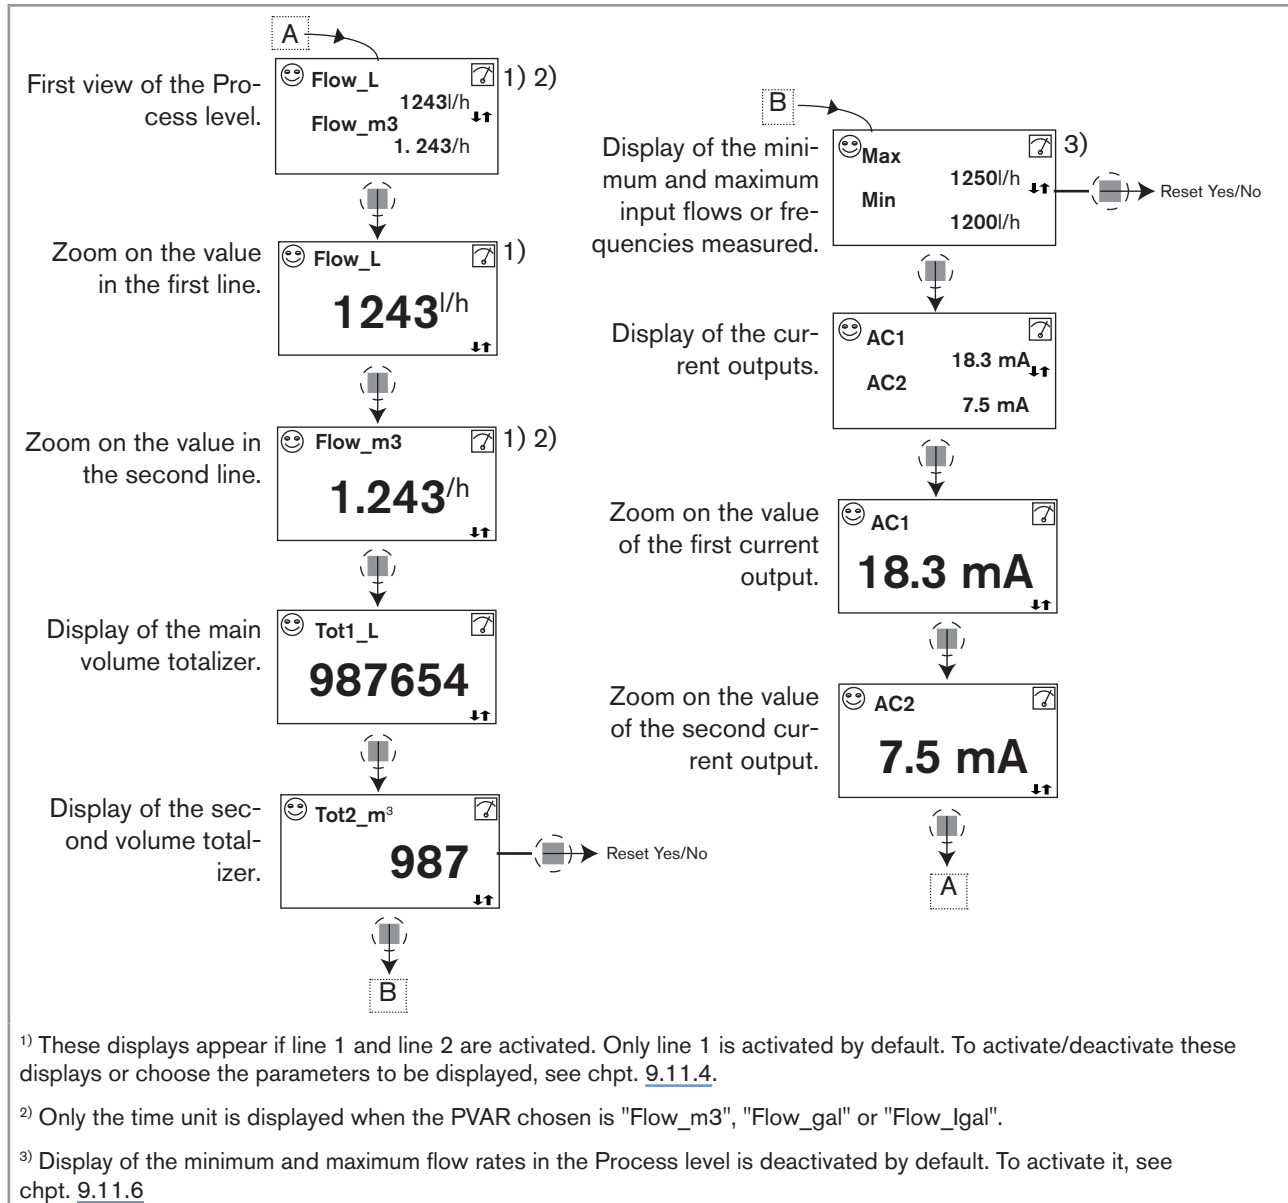 A
First view of the Pro-
cess level.
Flow_L
1243l/h
Flow_m3
1. 243/h
1) 2)
Zoom on the value
in the first line.
Flow_L
1243l/h
1)
Zoom on the value in
the second line.
Flow_m3
1.243/h
1) 2)
Display of the main
volume totalizer.
Tot1_L
987654
Display of the sec-
ond volume total-
izer.
Tot2_m³
987
Reset Yes/No
B
B
Display of the mini-
mum and maximum
input flows or fre-
quencies measured.
Max
1250l/h
Min
1200l/h
3)
Reset Yes/No
Display of the cur-
rent outputs.
AC1
18.3 mA
AC2
7.5 mA
Zoom on the value
of the first current
output.
AC1
18.3 mA
Zoom on the value
of the second cur-
rent output.
AC2
7.5 mA
A
1) These displays appear if line 1 and line 2 are activated. Only line 1 is activated by default. To activate/deactivate these
displays or choose the parameters to be displayed, see chpt. 9.11.4.
2) Only the time unit is displayed when the PVAR chosen is "Flow_m3", "Flow_gal" or "Flow_Igal".
3) Display of the minimum and maximum flow rates in the Process level is deactivated by default. To activate it, see
chpt. 9.11.6